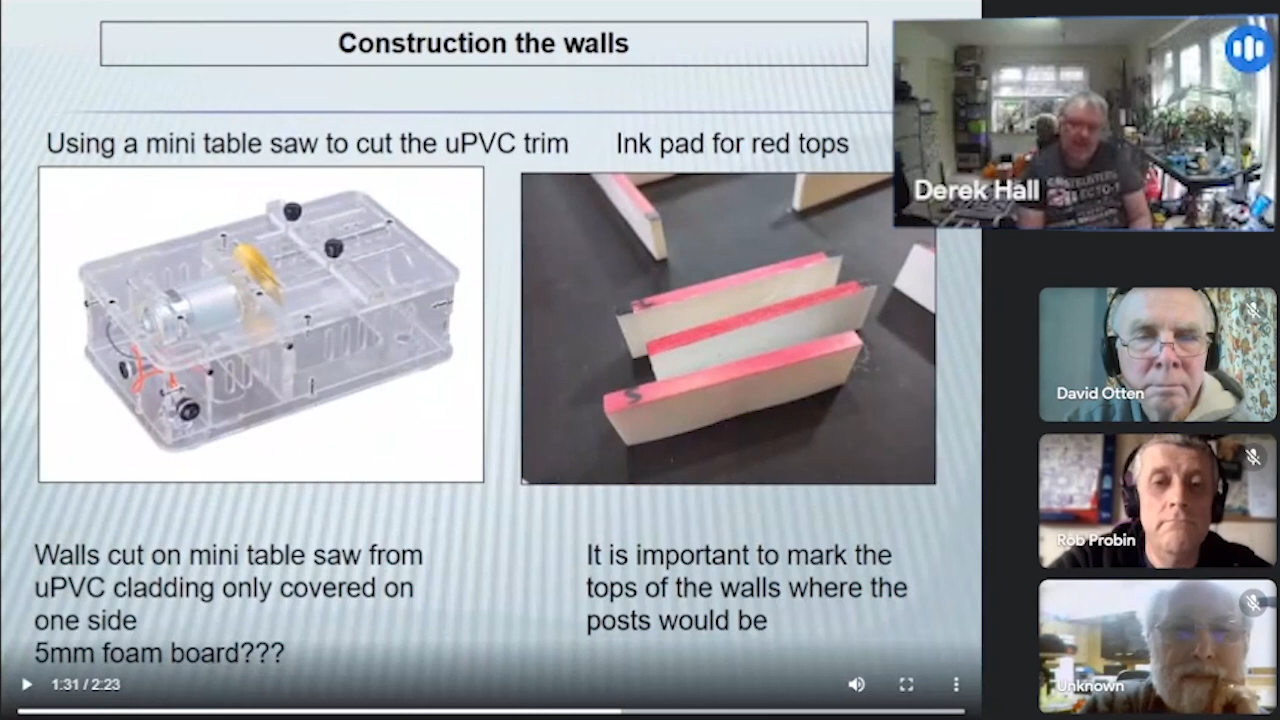 Construction the walls
Using a mini table saw to cut the uPVC trim
Ink pad for red tops
Derek Hall
David Otten
Rob Probin
Unknown
Walls cut on mini table saw from
uPVC cladding only covered on
one side
5mm foam board???
It is important to mark the
tops of the walls where the
posts would be
1:31 / 2:23